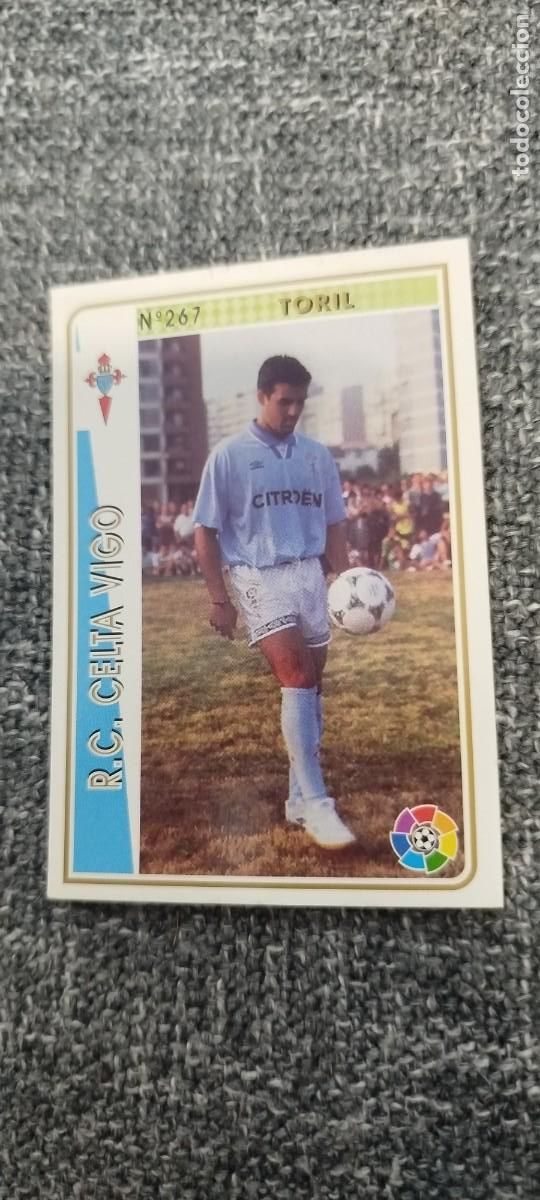 todocoleccion
Nº267
TORIL
R.C. CELTA VIGO
CITROËN